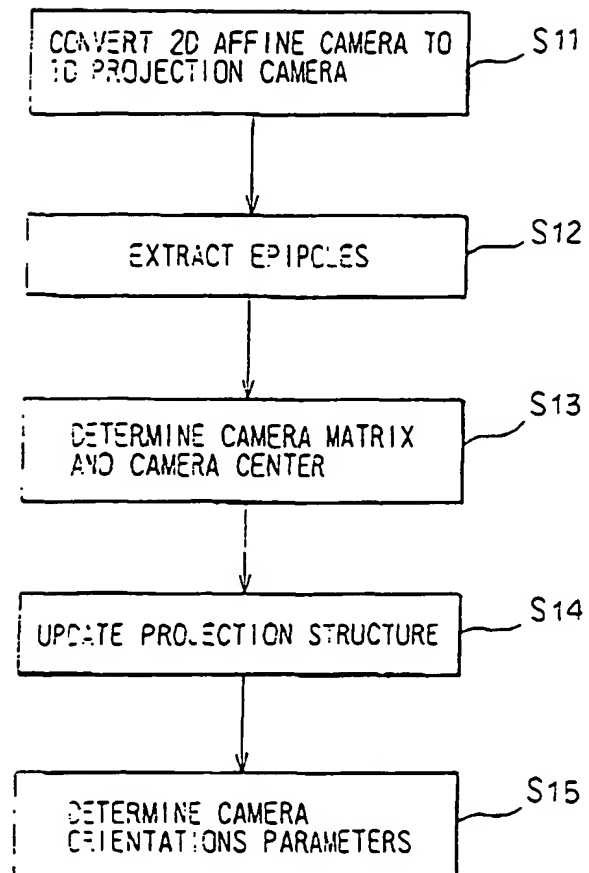 CONVERT 2D AFFINE CAMERA TO
1D PROJECTION CAMERA
S11
EXTRACT EPIPOLES
S12
DETERMINE CAMERA MATRIX
AND CAMERA CENTER
S13
UPDATE PROJECTION STRUCTURE
S14
DETERMINE CAMERA
ORIENTATIONS PARAMETERS
S15